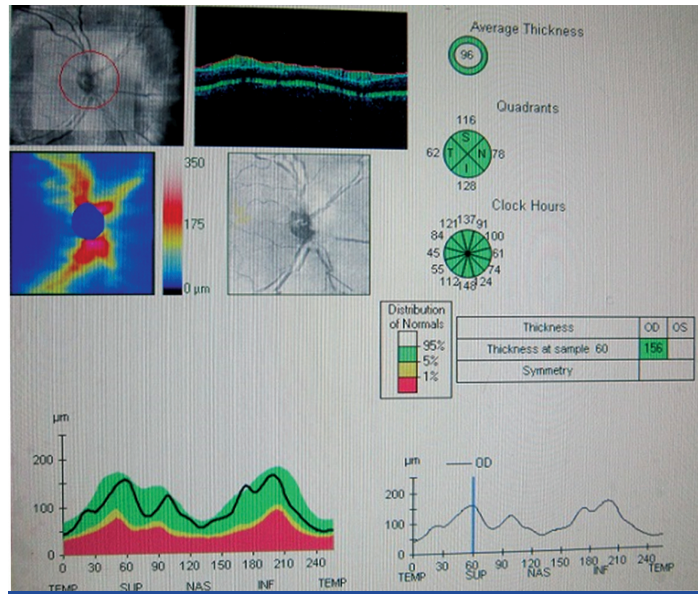 Average Thickness
96
Quadrants
116
S
62 T N 78
I
128
Clock Hours
121 137 91
84 100
45 61
55 74
112 148 124
350
175
0 µm
Distribution
of Normals
95%
5%
1%
Thickness OD OS
Thickness at sample 60 156
Symmetry
µm
200
100
0
0 30 60 90 120 150 180 210 240
TEMP SUP NAS INF TEMP
µm
OD
200
100
0
0 30 60 90 120 150 180 210 240
TEMP SUP NAS INF TEMP